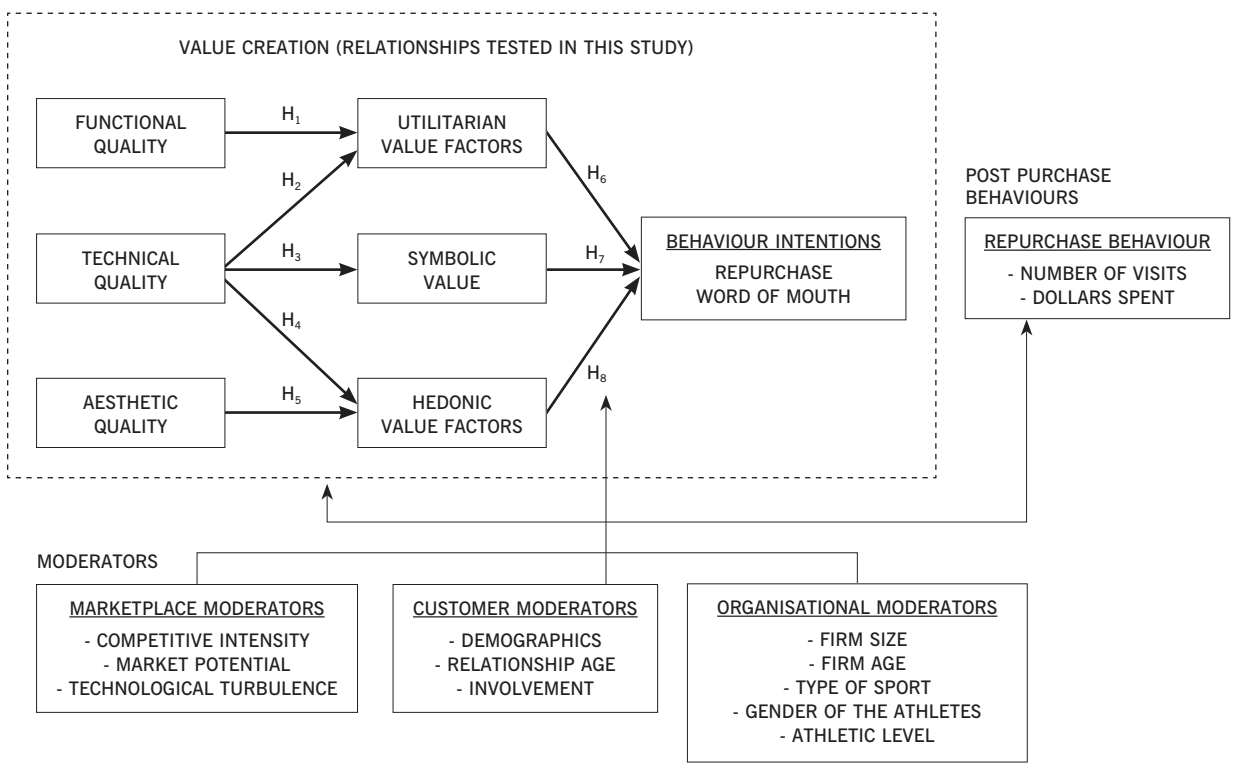 VALUE CREATION (RELATIONSHIPS TESTED IN THIS STUDY)
FUNCTIONAL
QUALITY
H₁
UTILITARIAN
VALUE FACTORS
H₂
H₆
TECHNICAL
QUALITY
H₃
SYMBOLIC
VALUE
H₇
BEHAVIOUR INTENTIONS
REPURCHASE
WORD OF MOUTH
H₄
H₈
AESTHETIC
QUALITY
H₅
HEDONIC
VALUE FACTORS
POST PURCHASE
BEHAVIOURS
REPURCHASE BEHAVIOUR
- NUMBER OF VISITS
- DOLLARS SPENT
MODERATORS
MARKETPLACE MODERATORS
- COMPETITIVE INTENSITY
- MARKET POTENTIAL
- TECHNOLOGICAL TURBULENCE
CUSTOMER MODERATORS
- DEMOGRAPHICS
- RELATIONSHIP AGE
- INVOLVEMENT
ORGANISATIONAL MODERATORS
- FIRM SIZE
- FIRM AGE
- TYPE OF SPORT
- GENDER OF THE ATHLETES
- ATHLETIC LEVEL